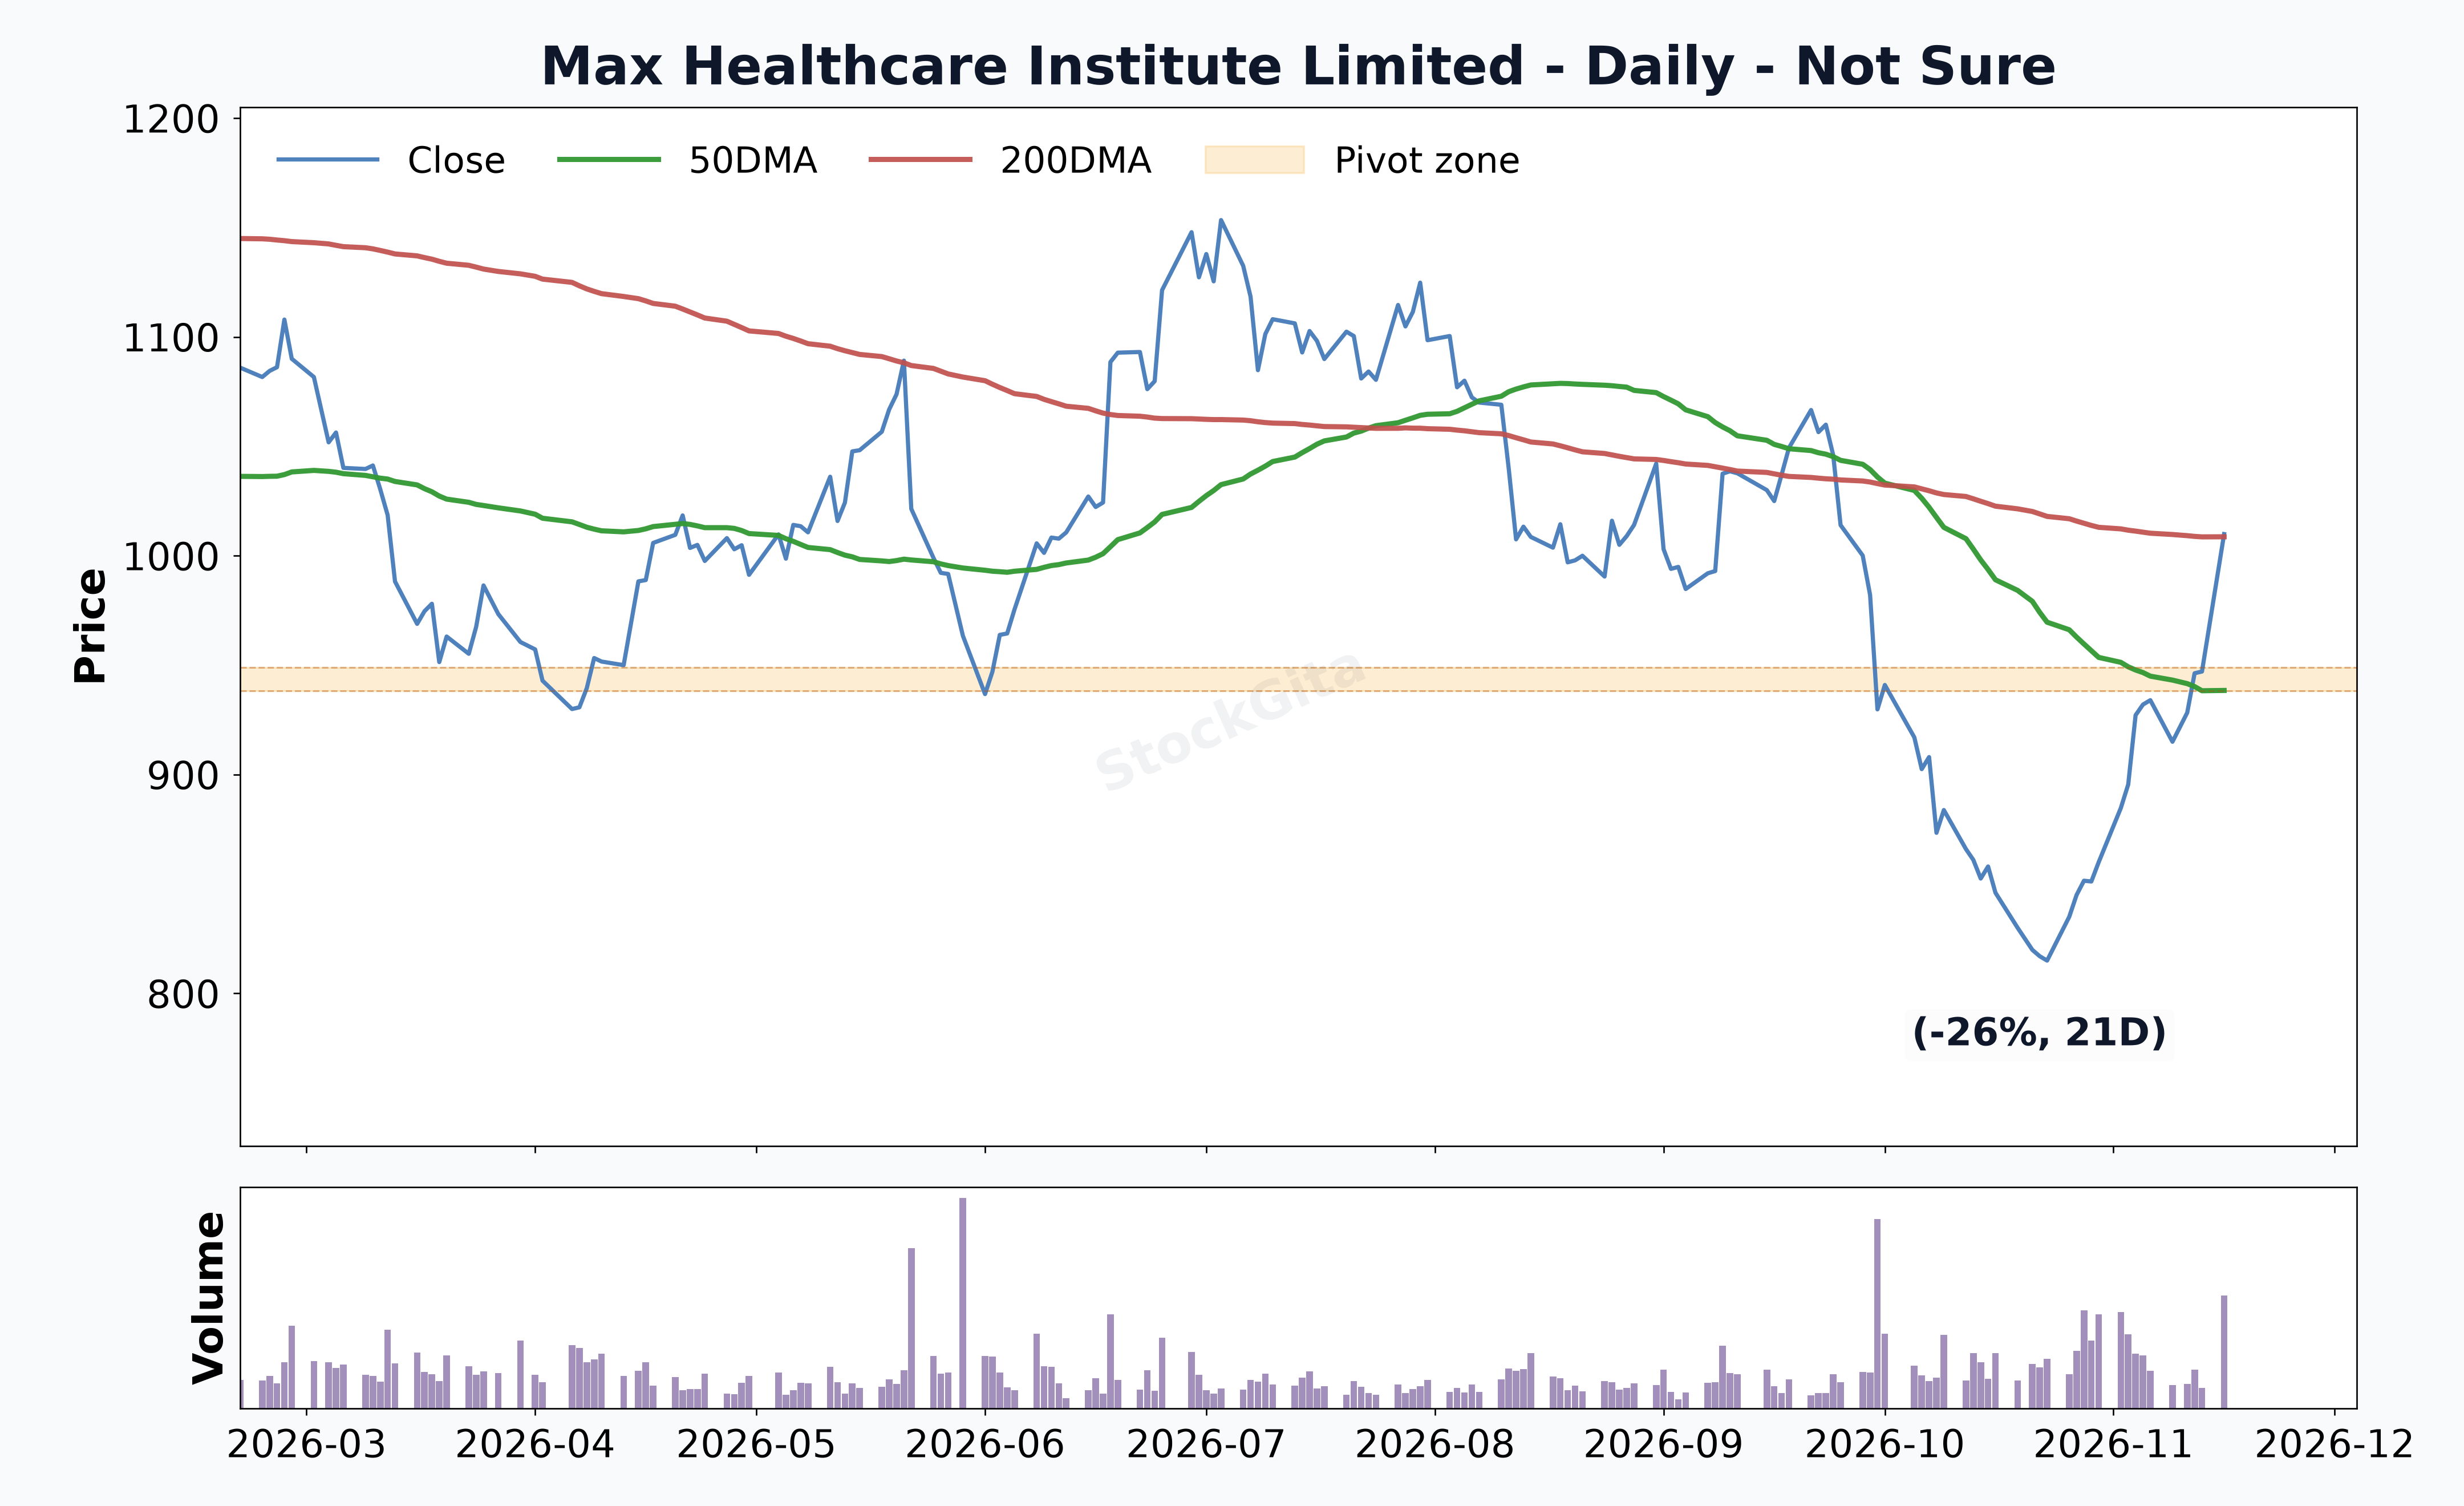 Max Healthcare Institute Limited - Daily - Not Sure
Close 50DMA 200DMA Pivot zone
1200
1100
1000
900
800
Price
StockGita
(-26%, 21D)
Volume
2026-03 2026-04 2026-05 2026-06 2026-07 2026-08 2026-09 2026-10 2026-11 2026-12